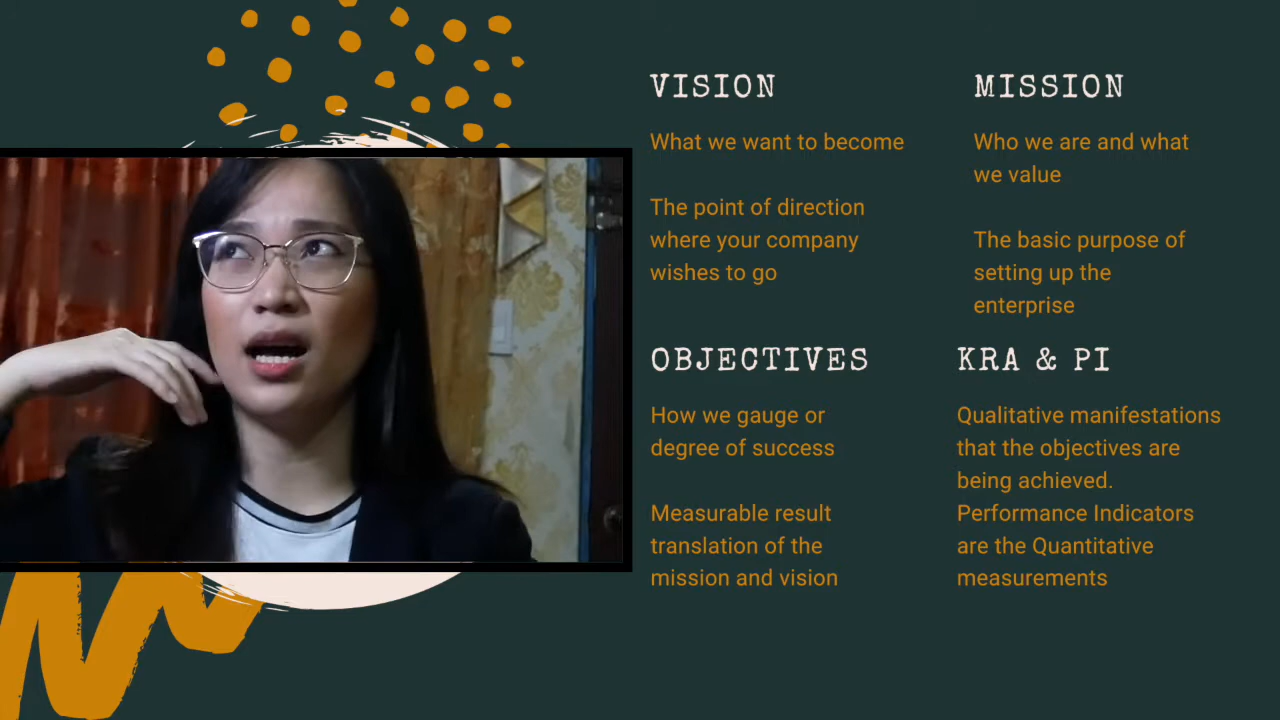 VISION
What we want to become
The point of direction
where your company
wishes to go
MISSION
Who we are and what
we value
The basic purpose of
setting up the
enterprise
OBJECTIVES
How we gauge or
degree of success
Measurable result
translation of the
mission and vision
KRA & PI
Qualitative manifestations
that the objectives are
being achieved.
Performance Indicators
are the Quantitative
measurements